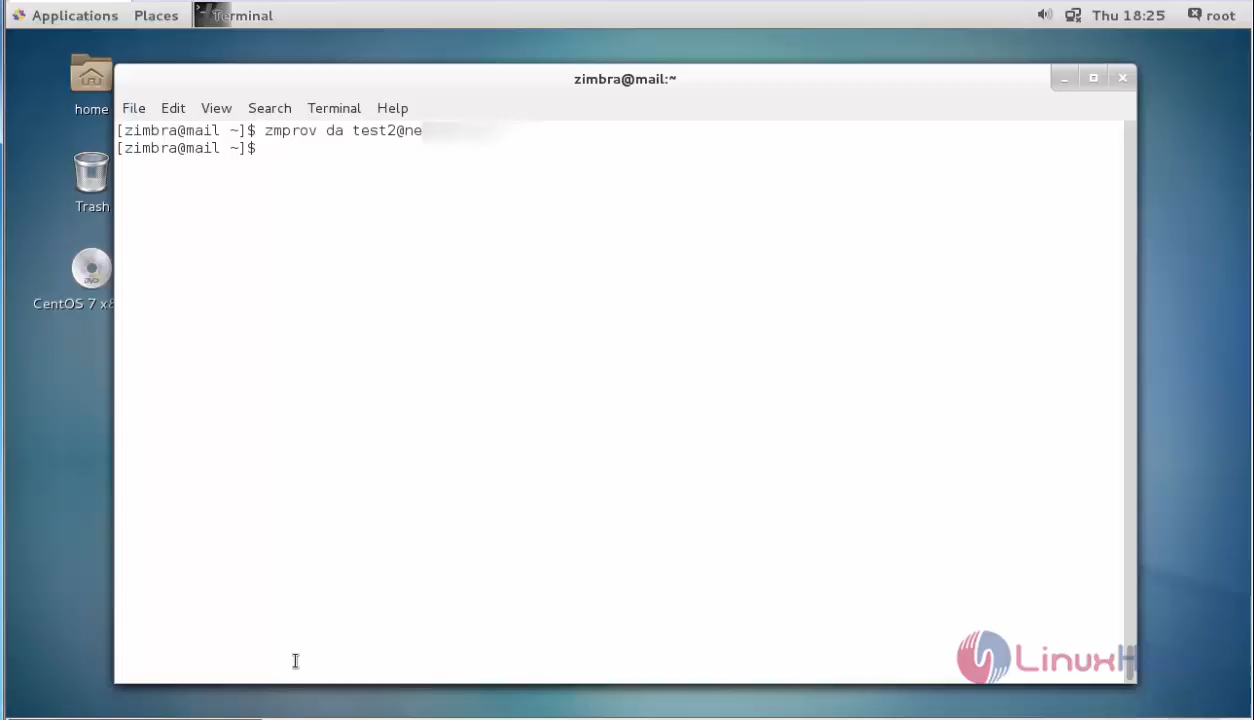 Applications Places Terminal Thu 18:25 root
zimbra@mail:~
home
File Edit View Search Terminal Help
[zimbra@mail ~]$ zmprov da test2@ne
[zimbra@mail ~]$
Trash
DVD
CentOS 7 x8
LinuxH